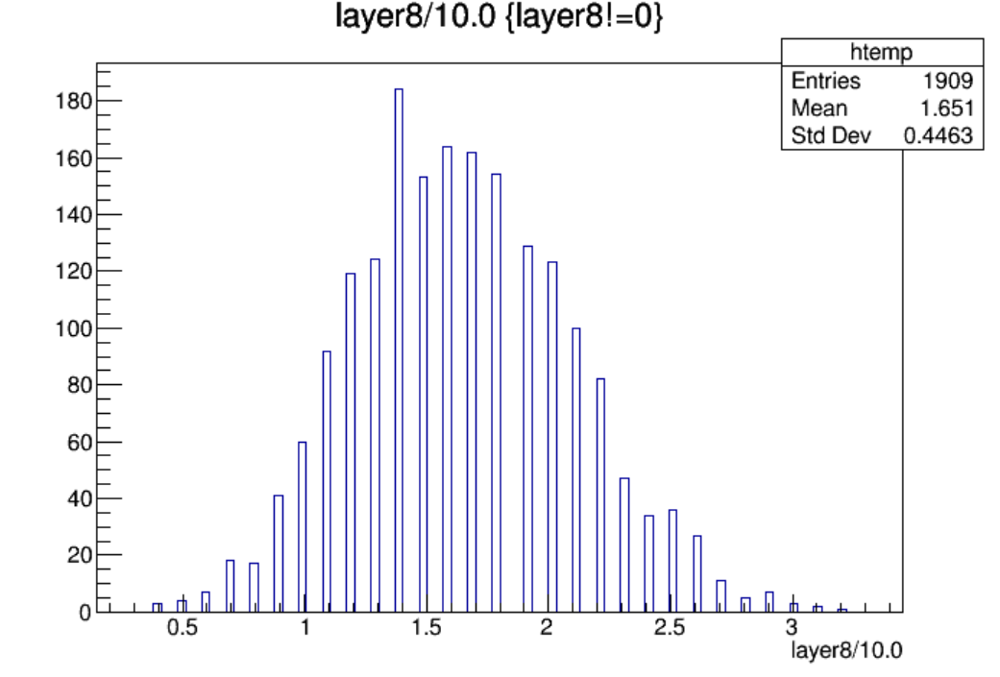 layer8/10.0 {layer8!=0}
htemp
Entries 1909
Mean 1.651
Std Dev 0.4463
180
160
140
120
100
80
60
40
20
0
0.5 1 1.5 2 2.5 3
layer8/10.0